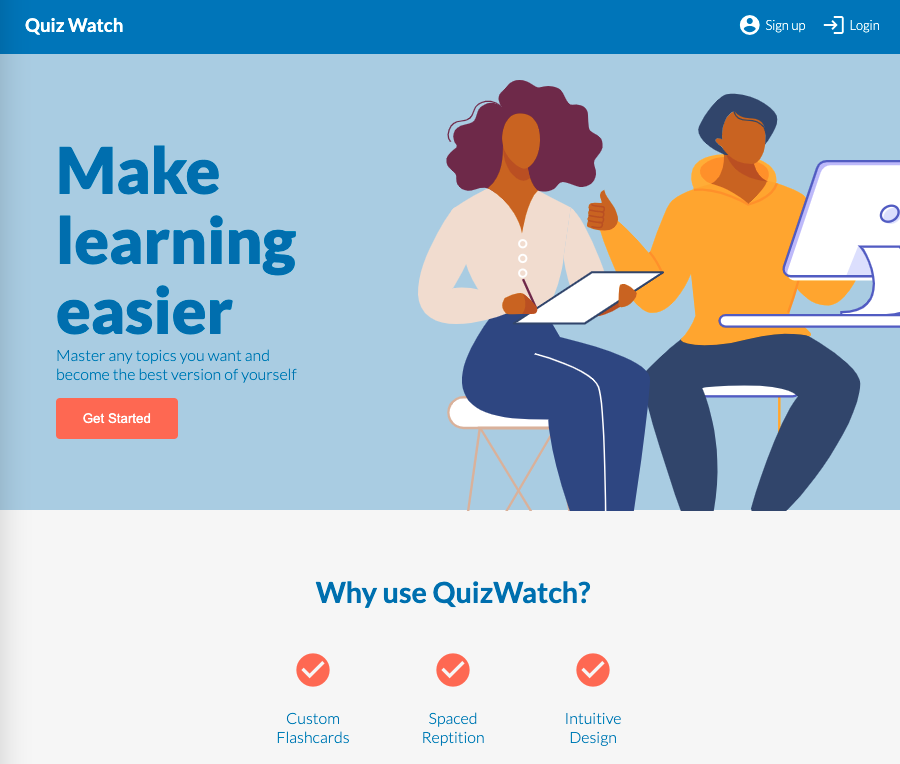 Quiz Watch
Sign up
Login
Make
learning
easier
Master any topics you want and
become the best version of yourself
Get Started
Why use QuizWatch?
Custom
Flashcards
Spaced
Reptition
Intuitive
Design